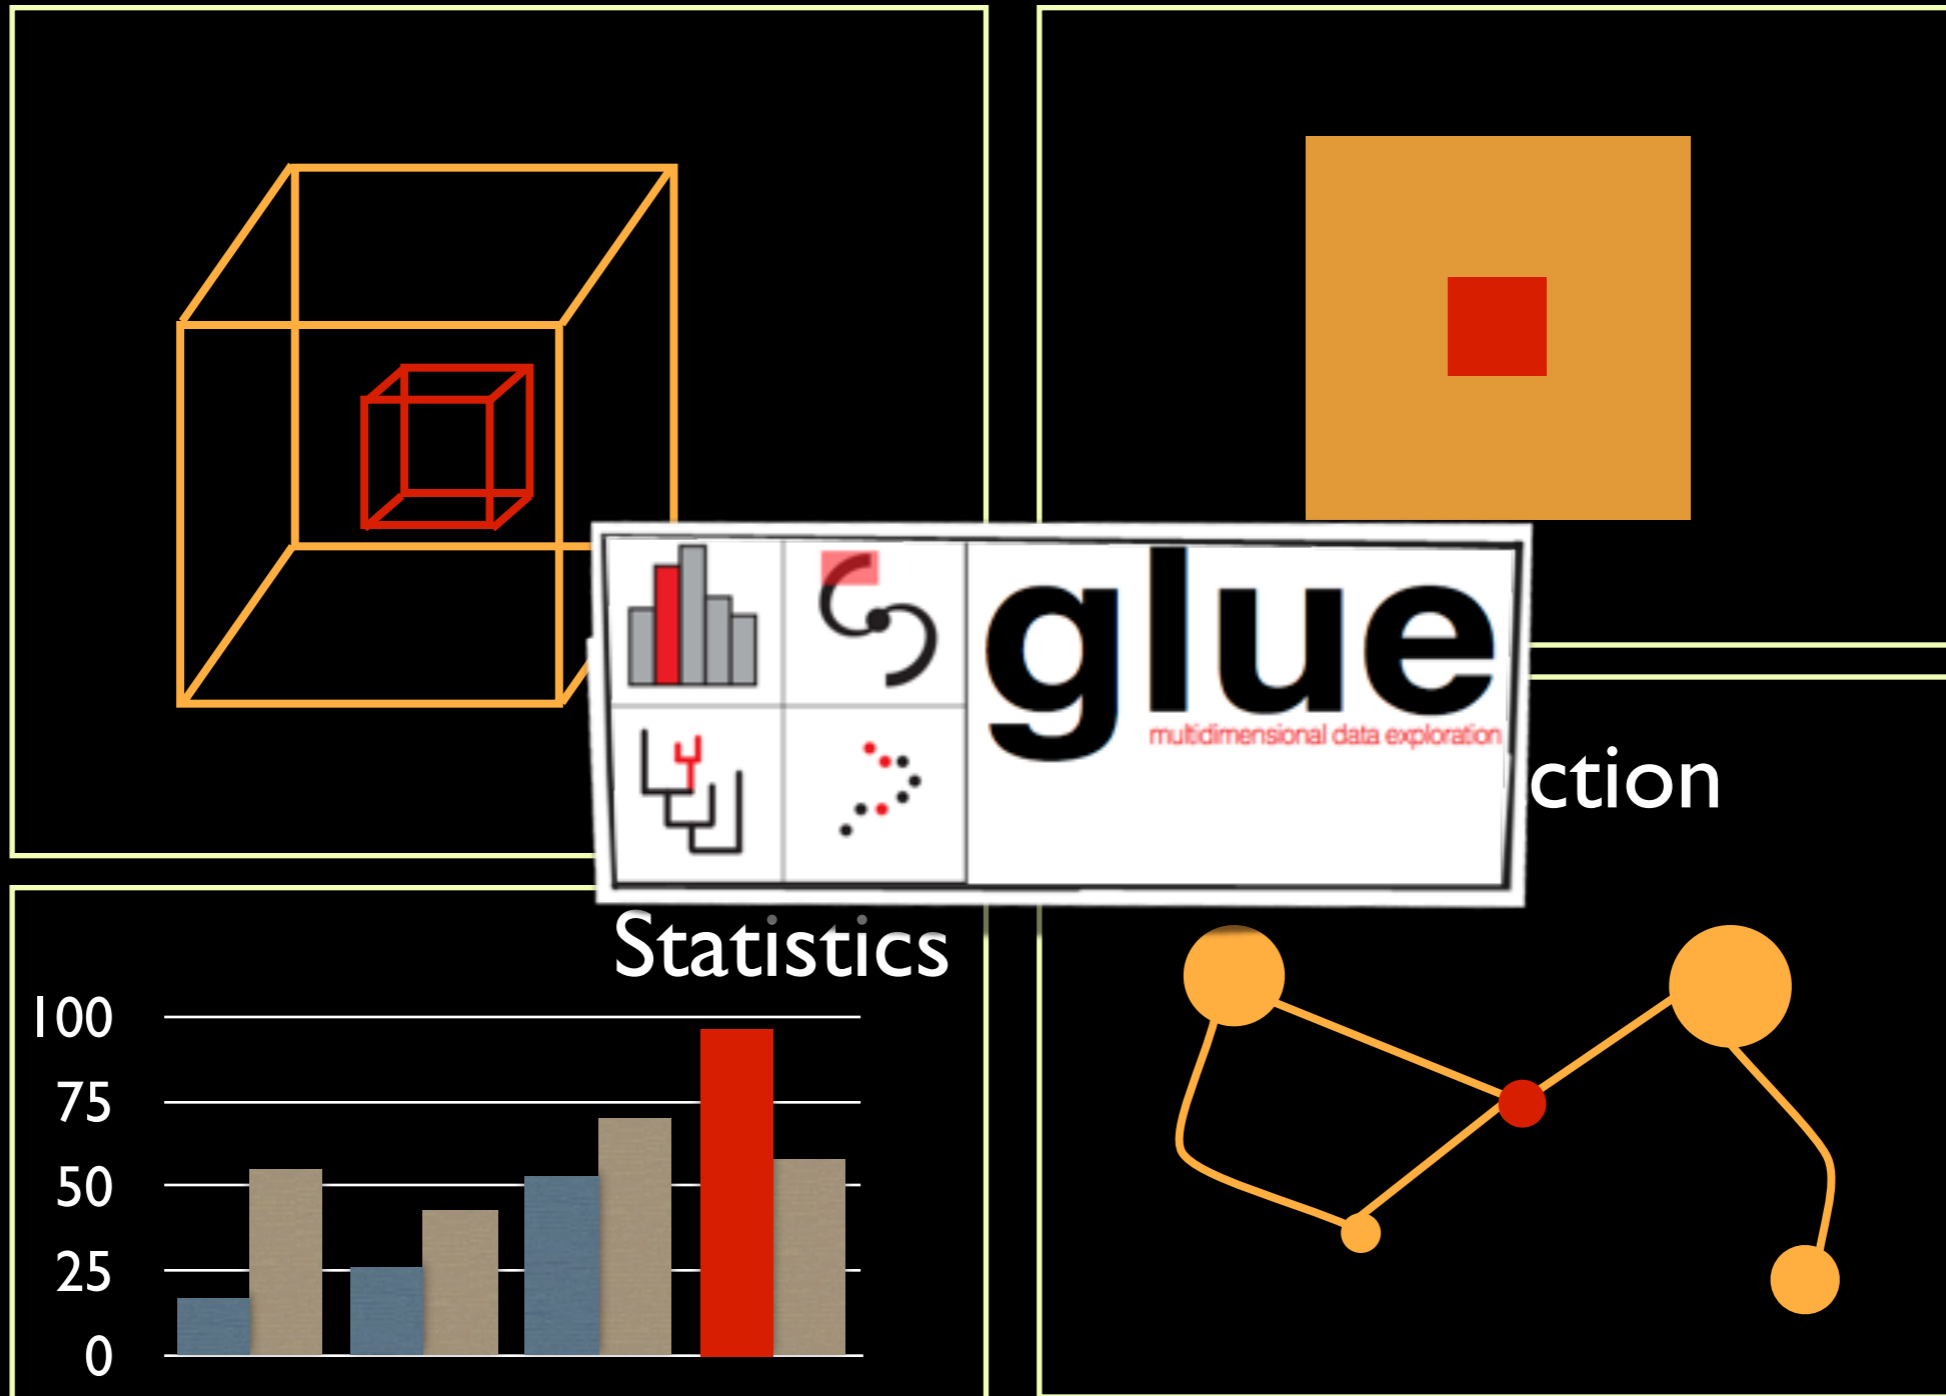 glue
multidimensional data exploration
ction
Statistics
100
75
50
25
0